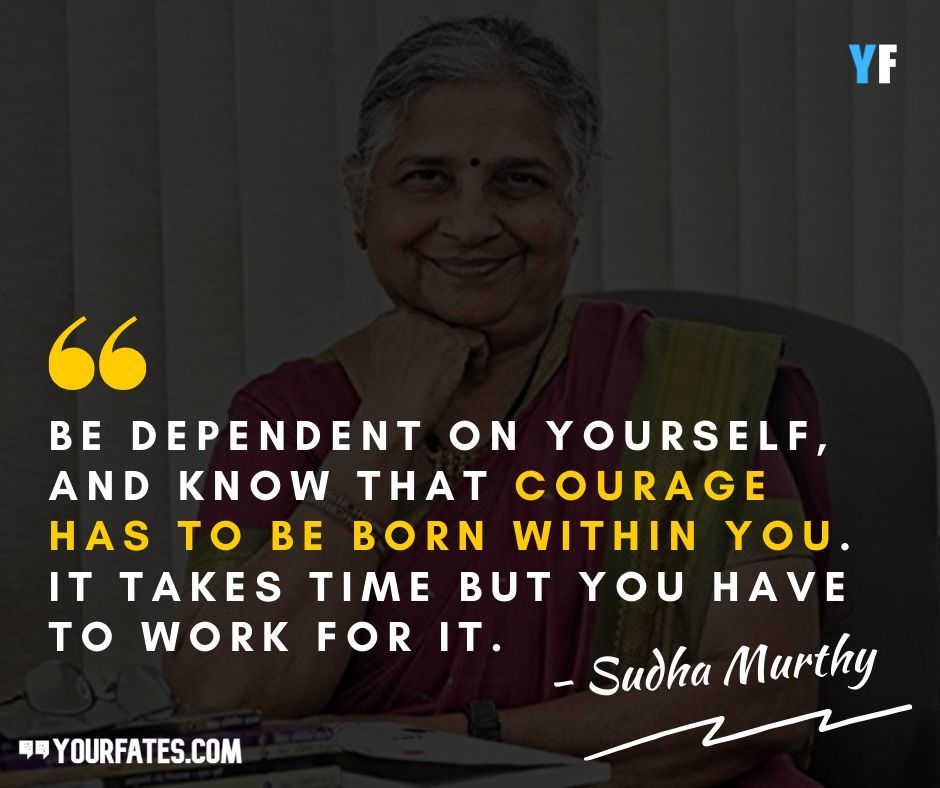 YF
“
BE DEPENDENT ON YOURSELF,
AND KNOW THAT COURAGE
HAS TO BE BORN WITHIN YOU.
IT TAKES TIME BUT YOU HAVE
TO WORK FOR IT.
– Sudha Murthy
YOURFATES.COM